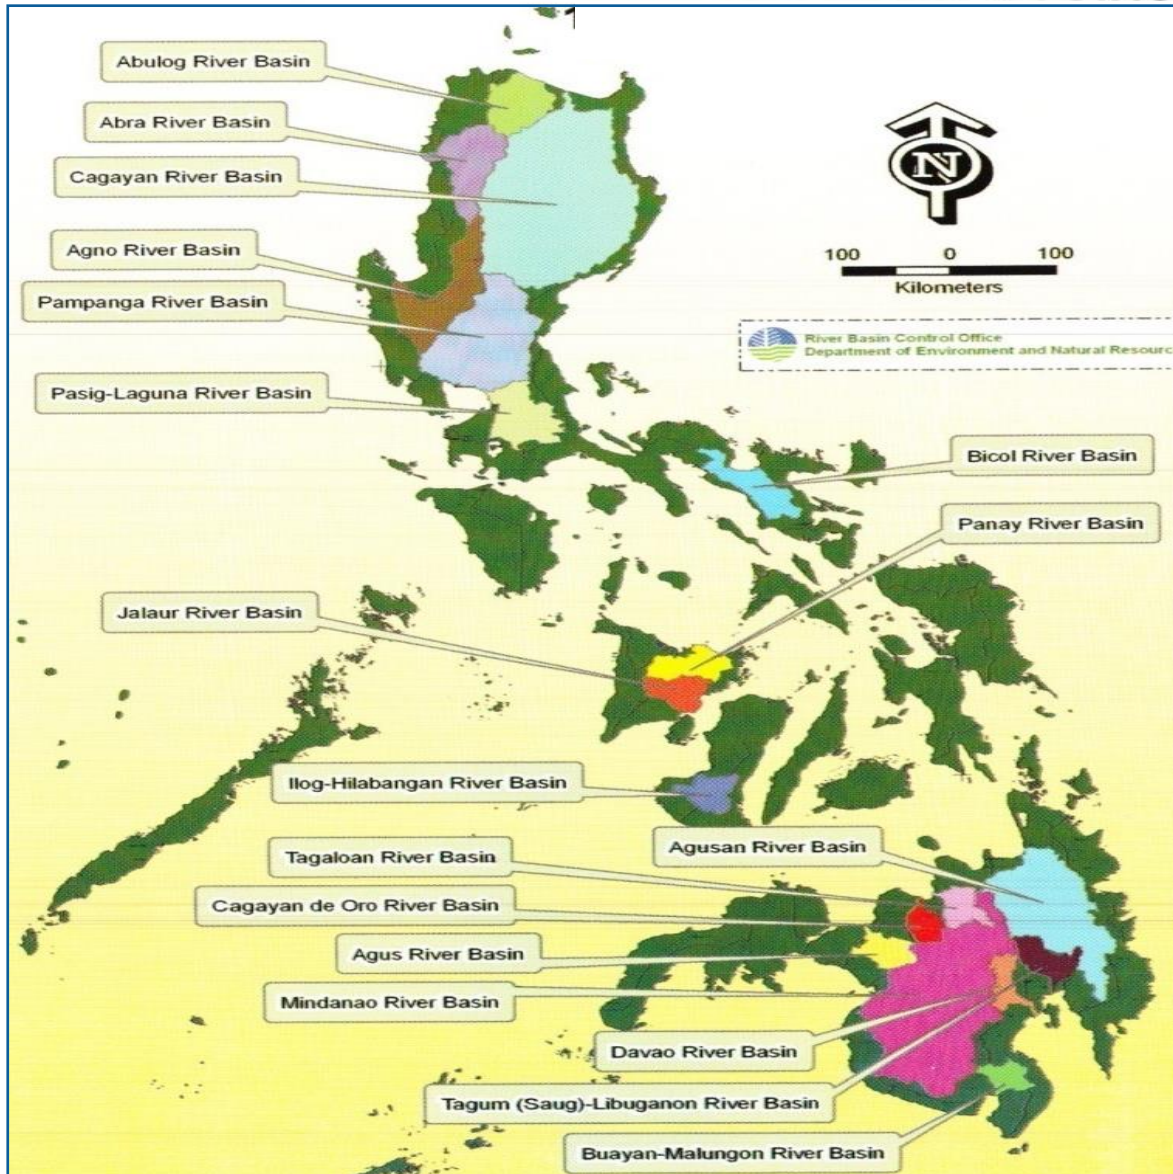 Abulog River Basin
Abra River Basin
Cagayan River Basin
Agno River Basin
Pampanga River Basin
Pasig-Laguna River Basin
N
100 0 100
Kilometers
River Basin Control Office
Department of Environment and Natural Resourc
Bicol River Basin
Panay River Basin
Jalaur River Basin
Ilog-Hilabangan River Basin
Agusan River Basin
Tagaloan River Basin
Cagayan de Oro River Basin
Agus River Basin
Mindanao River Basin
Davao River Basin
Tagum (Saug)-Libuganon River Basin
Buayan-Malungon River Basin